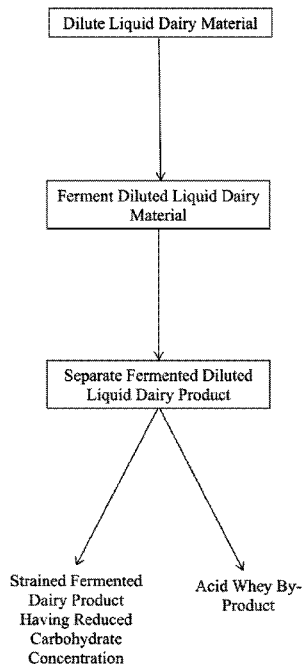 Dilute Liquid Dairy Material
Ferment Diluted Liquid Dairy
Material
Separate Fermented Diluted
Liquid Dairy Product
Strained Fermented
Dairy Product
Having Reduced
Carbohydrate
Concentration
Acid Whey By-
Product